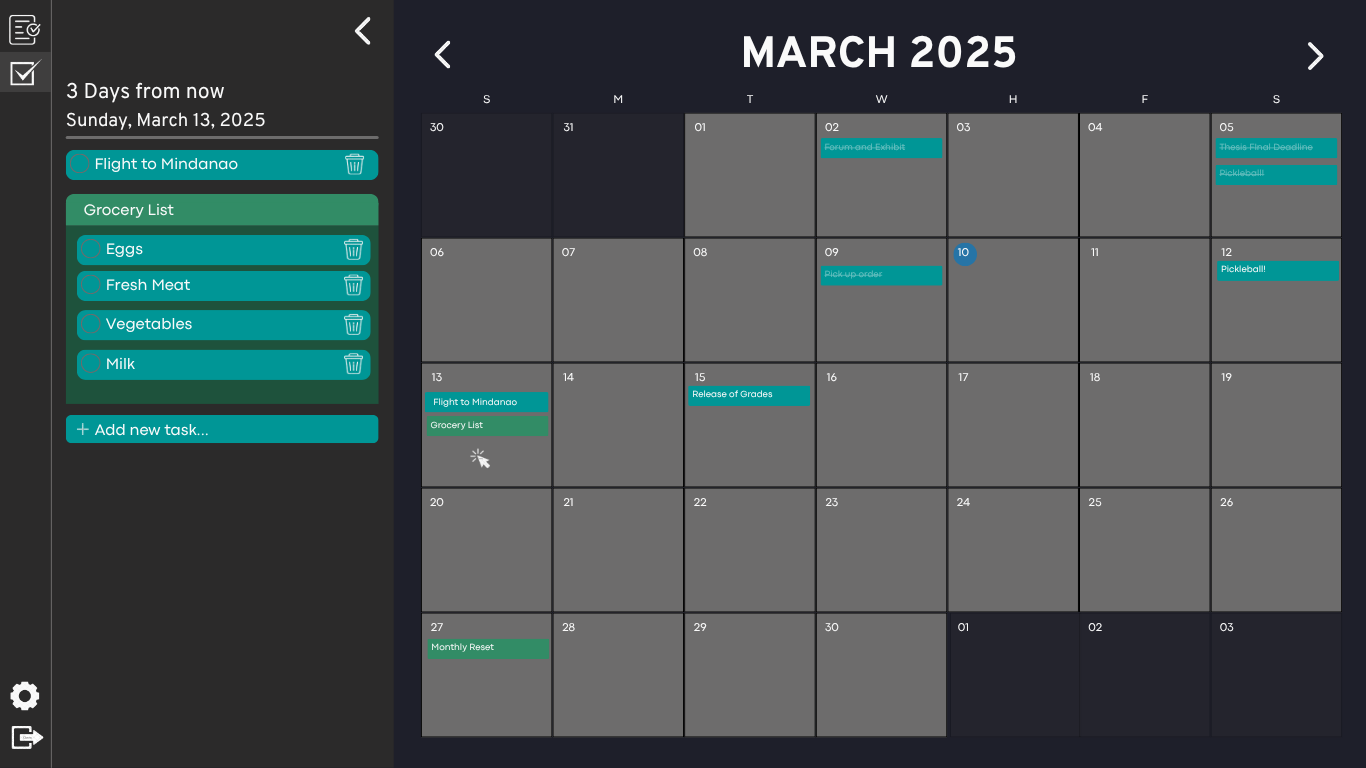 3 Days from now
Sunday, March 13, 2025
Flight to Mindanao
Grocery List
Eggs
Fresh Meat
Vegetables
Milk
+ Add new task...
MARCH 2025
S M T W H F S
30 31 01 02 03 04 05
Forum and Exhibit Thesis Final Deadline
Pickleball!
06 07 08 09 10 11 12
Pick up order Pickleball!
13 14 15 16 17 18 19
Flight to Mindanao Release of Grades
Grocery List
20 21 22 23 24 25 26
27 28 29 30 01 02 03
Monthly Reset